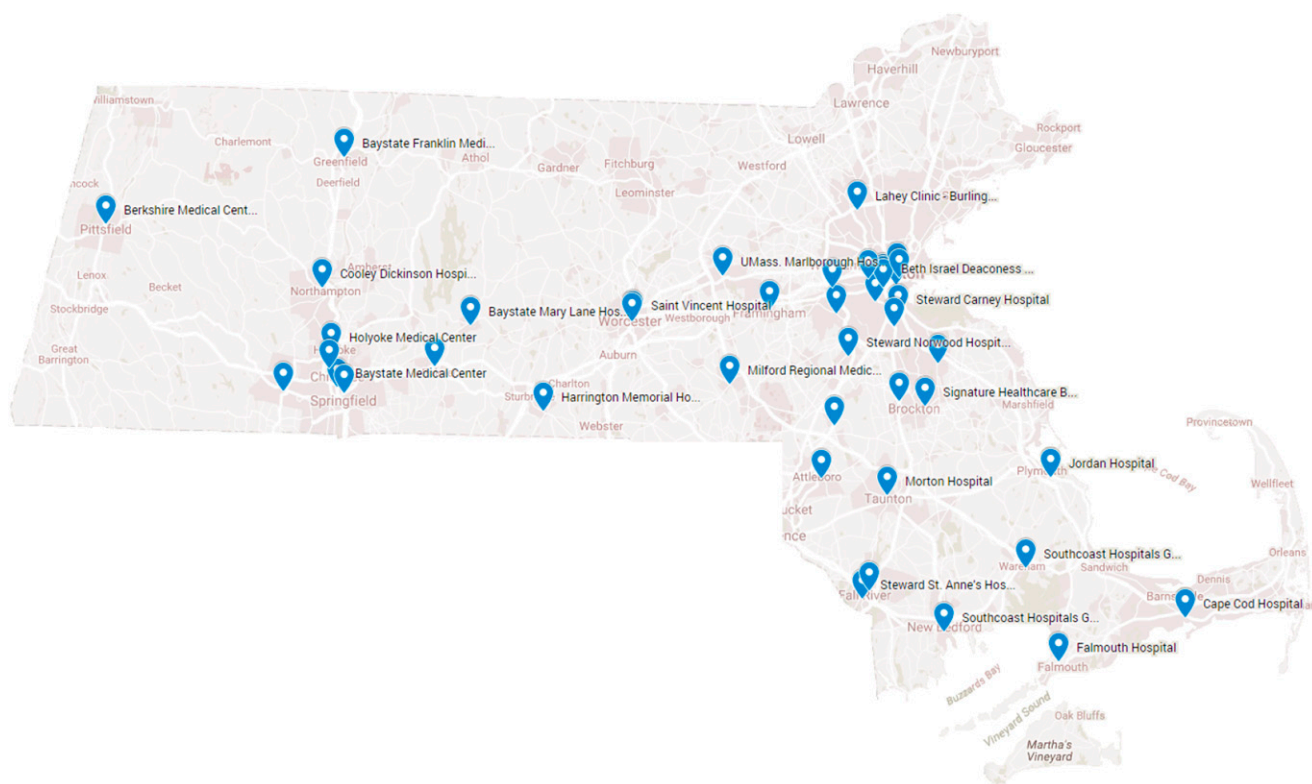 Newburyport
Haverhill
Williamstown
Lawrence
Rockport
Lowell
Charlemont
Baystate Franklin Medi...
Gloucester
Greenfield
Athol
Gardner
Fitchburg
Westford
Deerfield
Leominster
Lahey Clinic - Burling...
Berkshire Medical Cent...
Pittsfield
UMass. Marlborough Hos
Amherst
Beth Israel Deaconess ...
Cooley Dickinson Hospi...
Lenox
Becket
Northampton
Steward Carney Hospital
Saint Vincent Hospital
Stockbridge
Baystate Mary Lane Hos...
Framingham
Worcester
Westborough
Holyoke Medical Center
Steward Norwood Hospit...
Great
Barrington
Auburn
Baystate Medical Center
Milford Regional Medic...
Charlton
Springfield
Harrington Memorial Ho...
Signature Healthcare B...
Brockton
Marshfield
Webster
Provincetown
Jordan Hospital
Plymouth
Cod Bay
Attleboro
Morton Hospital
Wellfleet
Taunton
Southcoast Hospitals G...
Orleans
Wareham
Sandwich
Dennis
Steward St. Anne's Hos...
Fall River
Cape Cod Hospital
Southcoast Hospitals G...
New Bedford
Falmouth Hospital
Falmouth
Buzzards Bay
Vineyard Sound
Oak Bluffs
Martha's
Vineyard